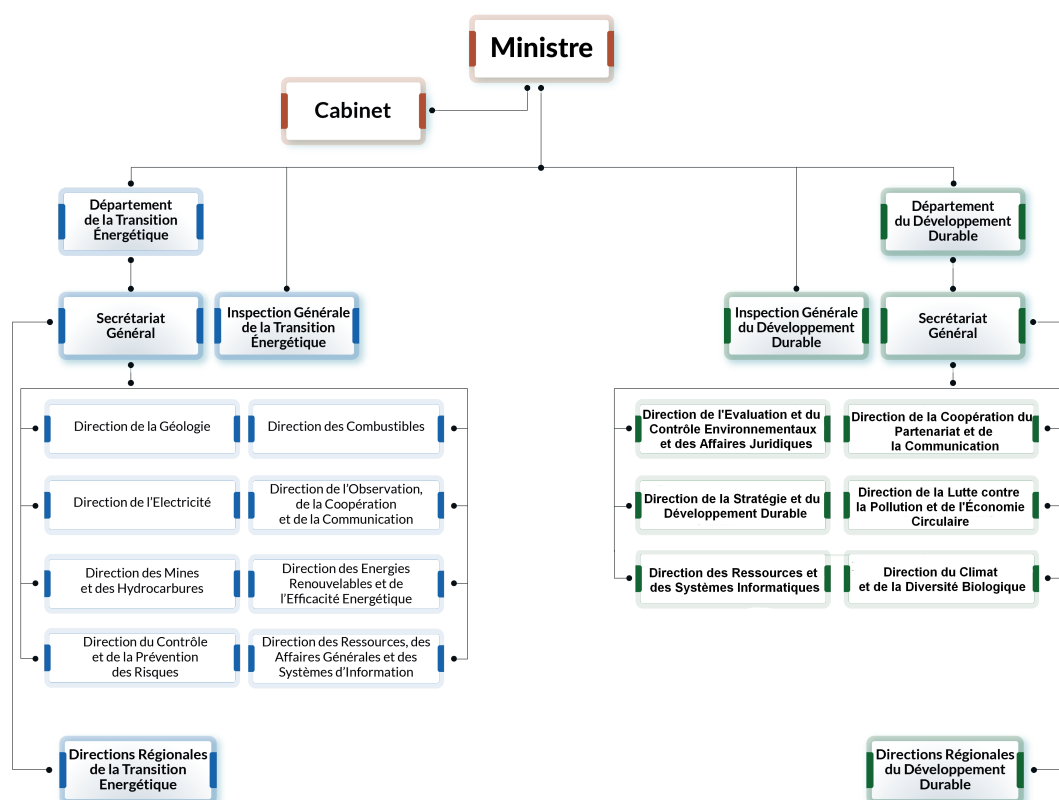 Ministre
Cabinet
Département
de la Transition
Énergétique
Département
du Développement
Durable
Secrétariat
Général
Inspection Générale
de la Transition
Énergétique
Inspection Générale
du Développement
Durable
Secrétariat
Général
Direction de la Géologie
Direction des Combustibles
Direction de l'Evaluation et du
Contrôle Environnementaux
et des Affaires Juridiques
Direction de la Coopération du
Partenariat et de
la Communication
Direction de l'Electricité
Direction de l'Observation,
de la Coopération
et de la Communication
Direction de la Stratégie et du
Développement Durable
Direction de la Lutte contre
la Pollution et de l'Économie
Circulaire
Direction des Mines
et des Hydrocarbures
Direction des Energies
Renouvelables et de
l'Efficacité Energétique
Direction des Ressources et
des Systèmes Informatiques
Direction du Climat
et de la Diversité Biologique
Direction du Contrôle
et de la Prévention
des Risques
Direction des Ressources, des
Affaires Générales et des
Systèmes d'Information
Directions Régionales
de la Transition
Energétique
Directions Régionales
du Développement
Durable